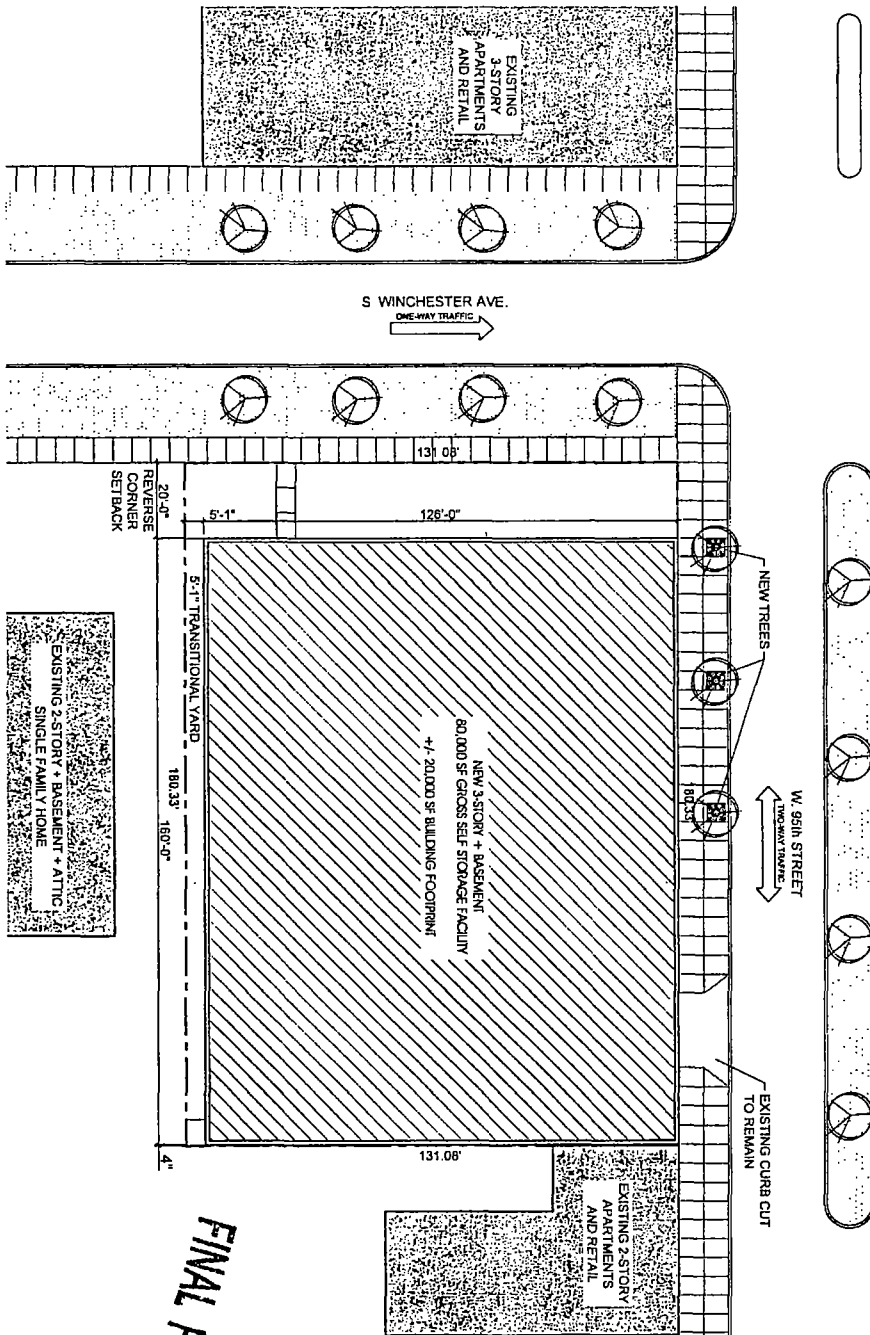 EXISTING
3-STORY
APARTMENTS
AND RETAIL
S WINCHESTER AVE.
ONE-WAY TRAFFIC
131.08'
20'-0"
REVERSE
CORNER
SETBACK
5'-1"
126'-0"
NEW TREES
W. 95th STREET
TWO-WAY TRAFFIC
180.33'
5'-1" TRANSITIONAL YARD
NEW 3-STORY + BASEMENT
80,000 SF GROSS SELF STORAGE FACILITY
+/- 20,000 SF BUILDING FOOTPRINT
180.33'
160'-0"
EXISTING 2-STORY + BASEMENT + ATTIC
SINGLE FAMILY HOME
EXISTING CURB CUT
TO REMAIN
131.08'
4"
EXISTING 2-STORY
APARTMENTS
AND RETAIL
FINAL